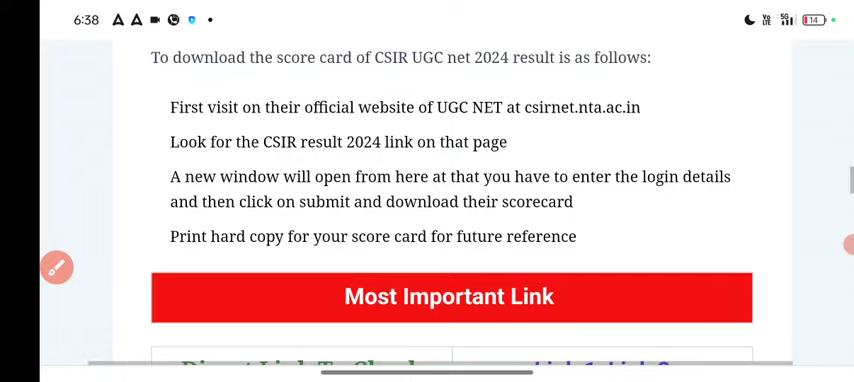 6:38
Vo LTE 5G 14
To download the score card of CSIR UGC net 2024 result is as follows:
First visit on their official website of UGC NET at csirnet.nta.ac.in
Look for the CSIR result 2024 link on that page
A new window will open from here at that you have to enter the login details
and then click on submit and download their scorecard
Print hard copy for your score card for future reference
Most Important Link